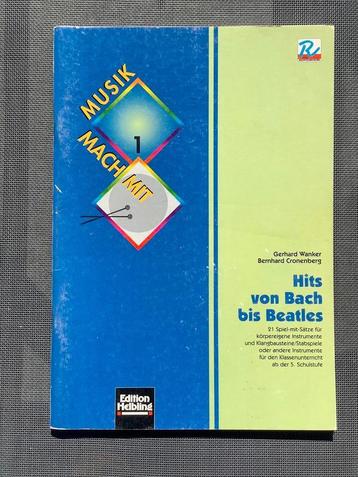 R
MUSIK
1
MACH MIT
Gerhard Wanker
Bernhard Cronenberg
Hits
von Bach
bis Beatles
21 Spiel-mit-Sätze für
körpereigene Instrumente
und Klangbausteine/Stabspiele
oder andere Instrumente
für den Klassenunterricht
ab der 5. Schulstufe
Edition
Helbling